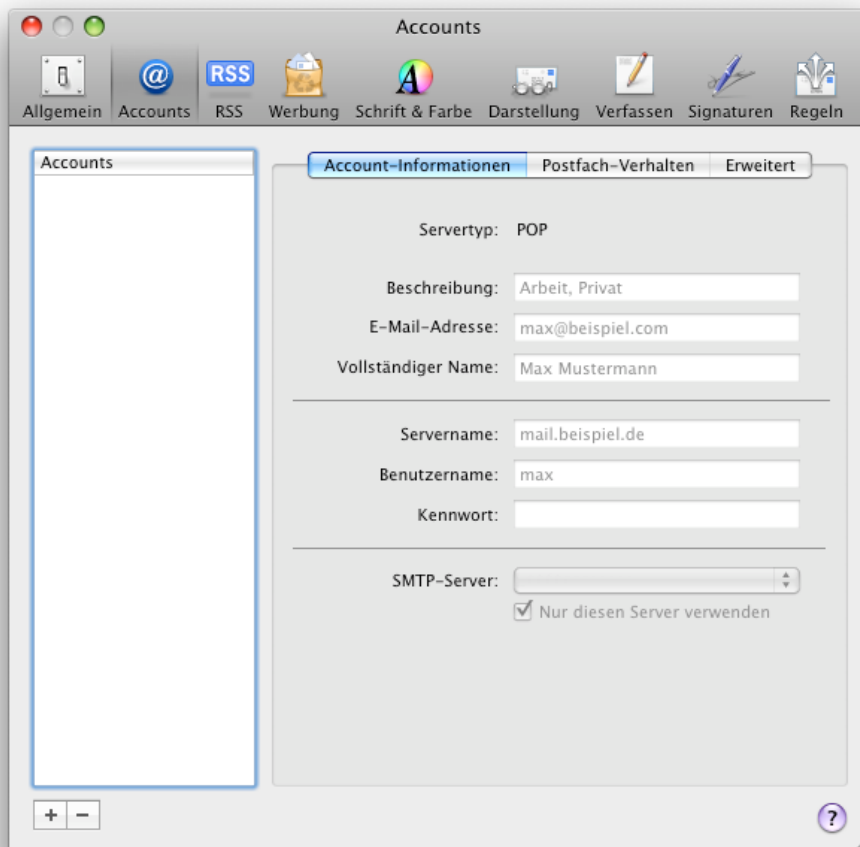 Accounts
Allgemein Accounts RSS Werbung Schrift & Farbe Darstellung Verfassen Signaturen Regeln
Accounts
Account-Informationen Postfach-Verhalten Erweitert
Servertyp: POP
Beschreibung: Arbeit, Privat
E-Mail-Adresse: max@beispiel.com
Vollständiger Name: Max Mustermann
Servername: mail.beispiel.de
Benutzername: max
Kennwort:
SMTP-Server:
Nur diesen Server verwenden